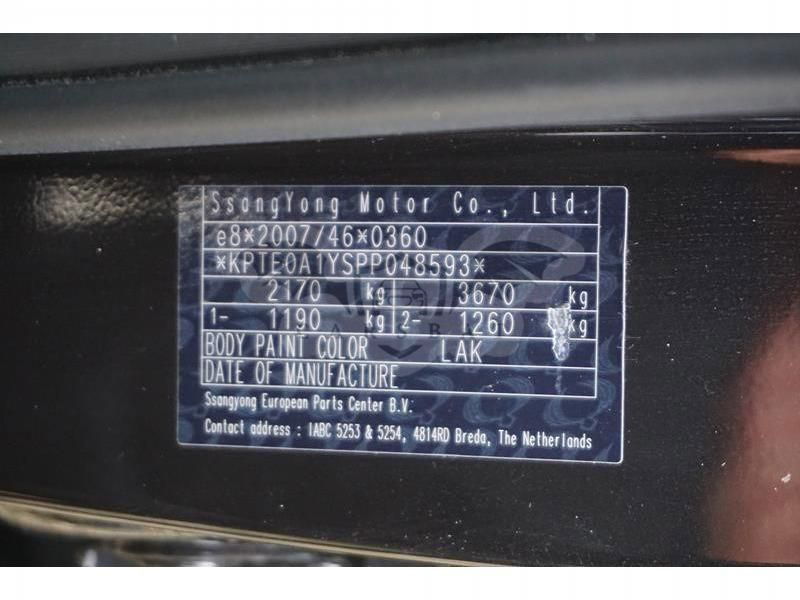 SsangYong Motor Co., Ltd.
e8*2007/46*0360
*KPTE0A1YSPP048593*
2170 kg 3670 kg
1- 1190 kg 2- 1260 kg
BODY PAINT COLOR LAK
DATE OF MANUFACTURE
Ssangyong European Parts Center B.V.
Contact address : IABC 5253 & 5254, 4814RD Breda, The Netherlands